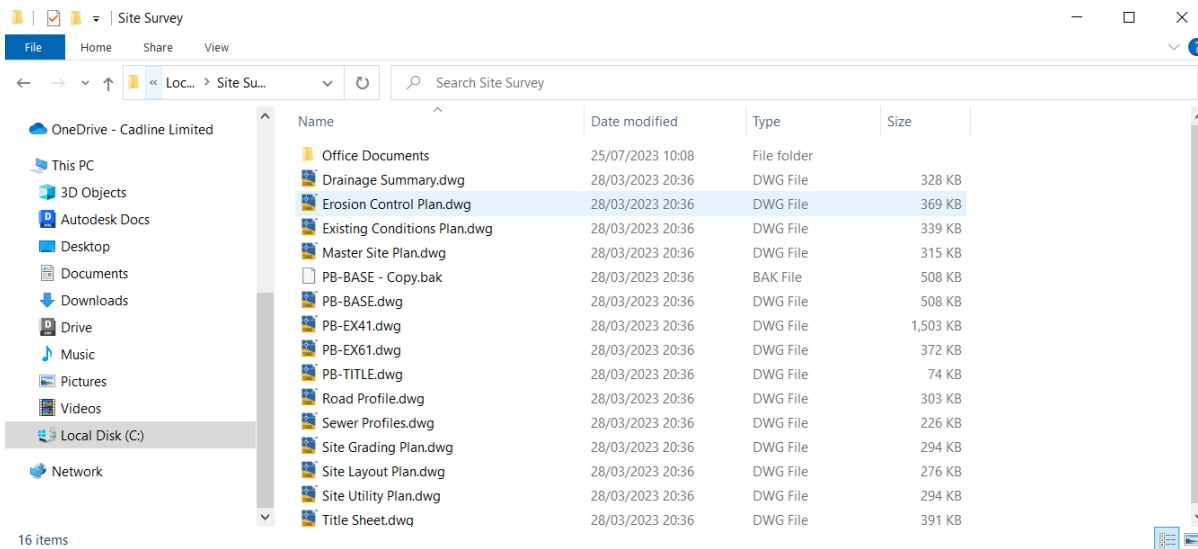 Site Survey
File Home Share View
« Loc... > Site Su... Search Site Survey
OneDrive - Cadline Limited
This PC
3D Objects
Autodesk Docs
Desktop
Documents
Downloads
Drive
Music
Pictures
Videos
Local Disk (C:)
Network
Name Date modified Type Size
Office Documents 25/07/2023 10:08 File folder
Drainage Summary.dwg 28/03/2023 20:36 DWG File 328 KB
Erosion Control Plan.dwg 28/03/2023 20:36 DWG File 369 KB
Existing Conditions Plan.dwg 28/03/2023 20:36 DWG File 339 KB
Master Site Plan.dwg 28/03/2023 20:36 DWG File 315 KB
PB-BASE - Copy.bak 28/03/2023 20:36 BAK File 508 KB
PB-BASE.dwg 28/03/2023 20:36 DWG File 508 KB
PB-EX41.dwg 28/03/2023 20:36 DWG File 1,503 KB
PB-EX61.dwg 28/03/2023 20:36 DWG File 372 KB
PB-TITLE.dwg 28/03/2023 20:36 DWG File 74 KB
Road Profile.dwg 28/03/2023 20:36 DWG File 303 KB
Sewer Profiles.dwg 28/03/2023 20:36 DWG File 226 KB
Site Grading Plan.dwg 28/03/2023 20:36 DWG File 294 KB
Site Layout Plan.dwg 28/03/2023 20:36 DWG File 276 KB
Site Utility Plan.dwg 28/03/2023 20:36 DWG File 294 KB
Title Sheet.dwg 28/03/2023 20:36 DWG File 391 KB
16 items